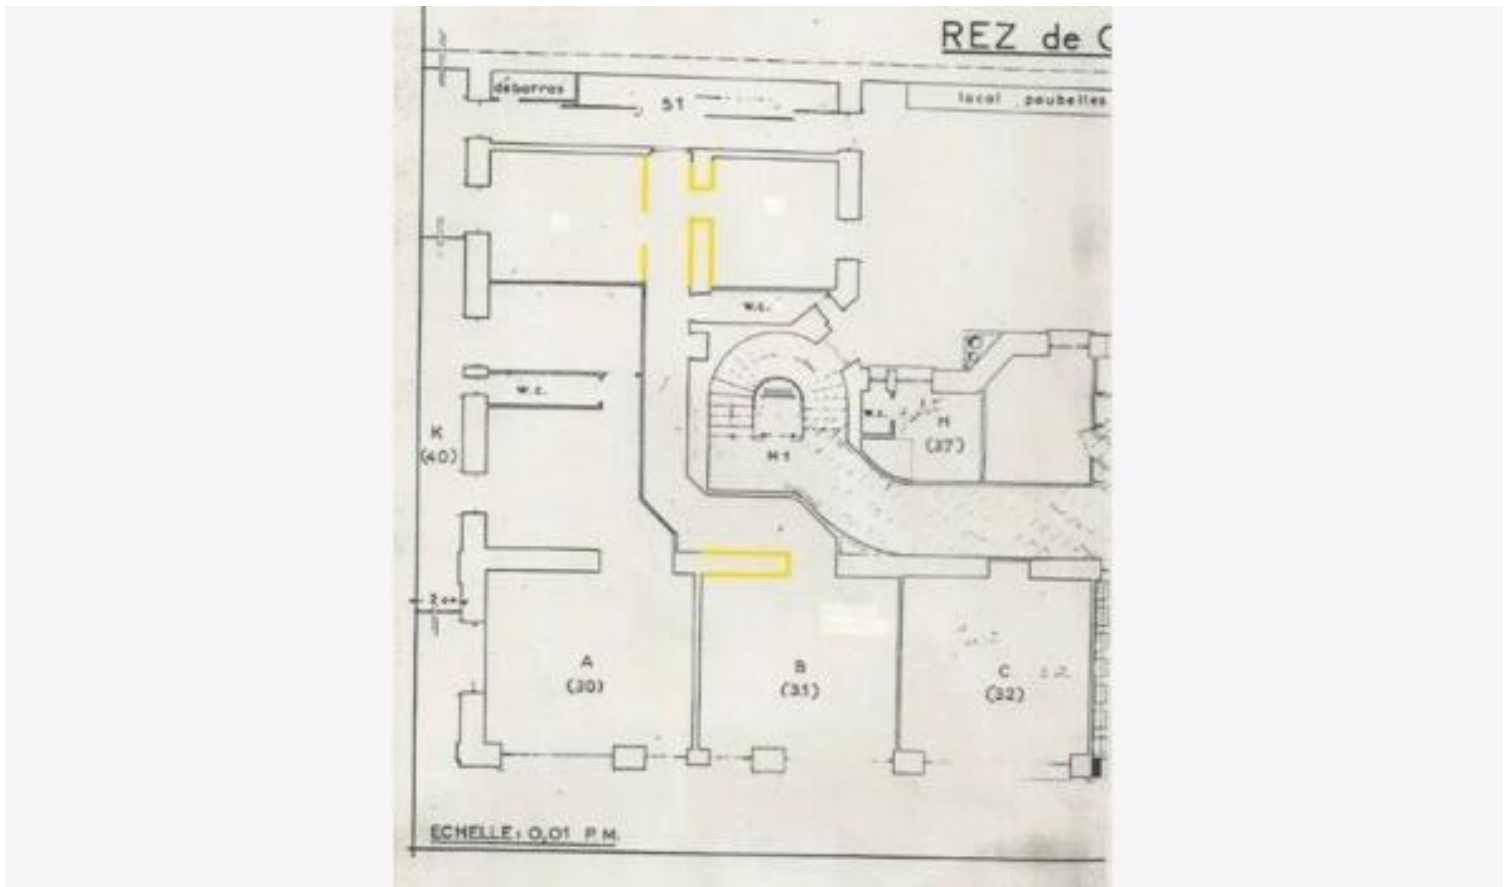 REZ de C
débarras
51
local poubelles
w.c.
w.c.
w.c.
M
(37)
K
(40)
M1
A
(30)
B
(31)
C
(32)
ECHELLE: 0,01 P.M.